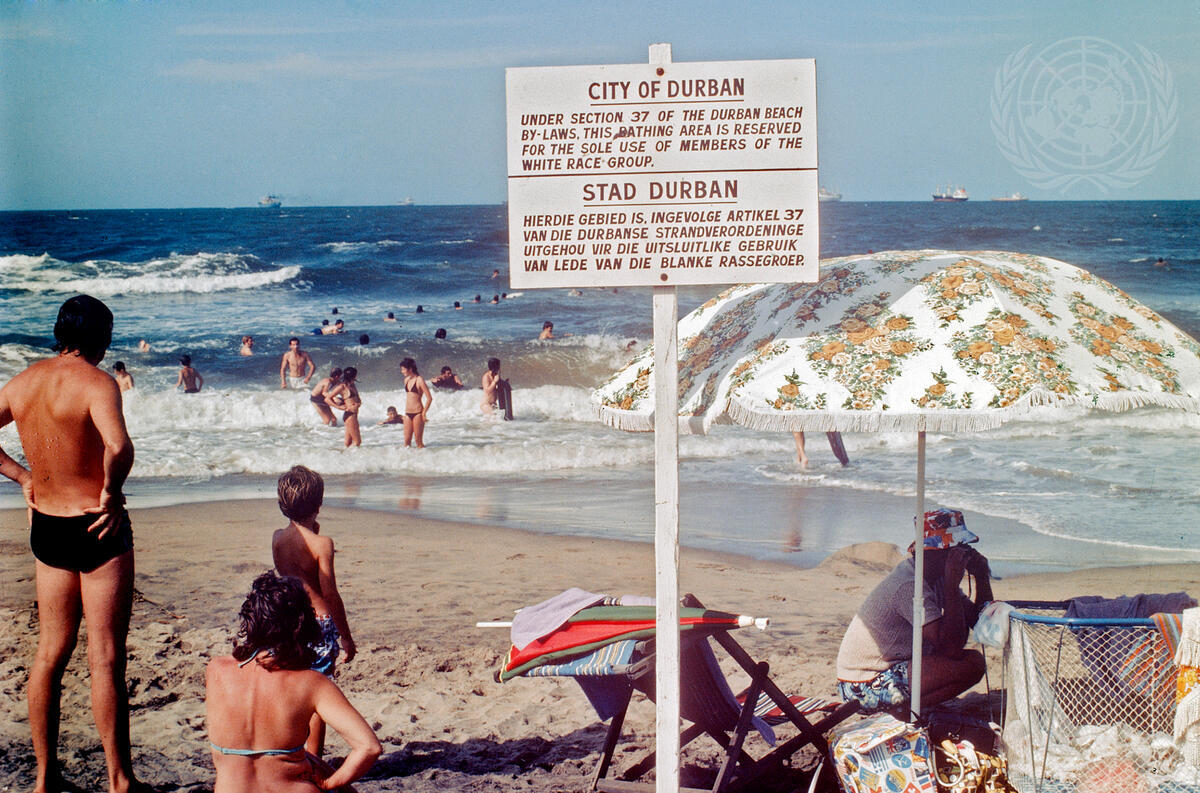 CITY OF DURBAN
UNDER SECTION 37 OF THE DURBAN BEACH
BY-LAWS, THIS BATHING AREA IS RESERVED
FOR THE SOLE USE OF MEMBERS OF THE
WHITE RACE GROUP.
STAD DURBAN
HIERDIE GEBIED IS, INGEVOLGE ARTIKEL 37
VAN DIE DURBANSE STRANDVERORDENINGE
UITGEHOU VIR DIE UITSLUITLIKE GEBRUIK
VAN LEDE VAN DIE BLANKE RASSEGROEP.